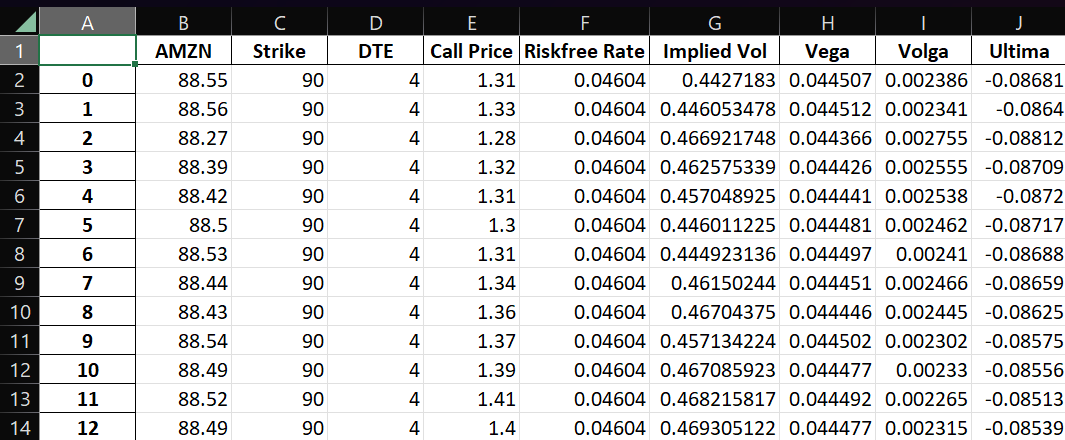 A B C D E F G H I J
1 AMZN Strike DTE Call Price Riskfree Rate Implied Vol Vega Volga Ultima
2 0 88.55 90 4 1.31 0.04604 0.4427183 0.044507 0.002386 -0.08681
3 1 88.56 90 4 1.33 0.04604 0.446053478 0.044512 0.002341 -0.0864
4 2 88.27 90 4 1.28 0.04604 0.466921748 0.044366 0.002755 -0.08812
5 3 88.39 90 4 1.32 0.04604 0.462575339 0.044426 0.002555 -0.08709
6 4 88.42 90 4 1.31 0.04604 0.457048925 0.044441 0.002538 -0.0872
7 5 88.5 90 4 1.3 0.04604 0.446011225 0.044481 0.002462 -0.08717
8 6 88.53 90 4 1.31 0.04604 0.444923136 0.044497 0.00241 -0.08688
9 7 88.44 90 4 1.34 0.04604 0.46150244 0.044451 0.002466 -0.08659
10 8 88.43 90 4 1.36 0.04604 0.46704375 0.044446 0.002445 -0.08625
11 9 88.54 90 4 1.37 0.04604 0.457134224 0.044502 0.002302 -0.08575
12 10 88.49 90 4 1.39 0.04604 0.467085923 0.044477 0.00233 -0.08556
13 11 88.52 90 4 1.41 0.04604 0.468215817 0.044492 0.002265 -0.08513
14 12 88.49 90 4 1.4 0.04604 0.469305122 0.044477 0.002315 -0.08539